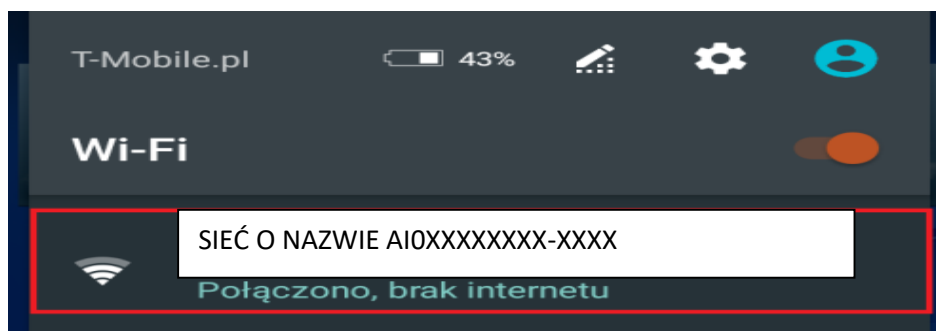 T-Mobile.pl 43%
Wi-Fi
SIEĆ O NAZWIE AI0XXXXXXXX-XXXX
Połączono, brak internetu